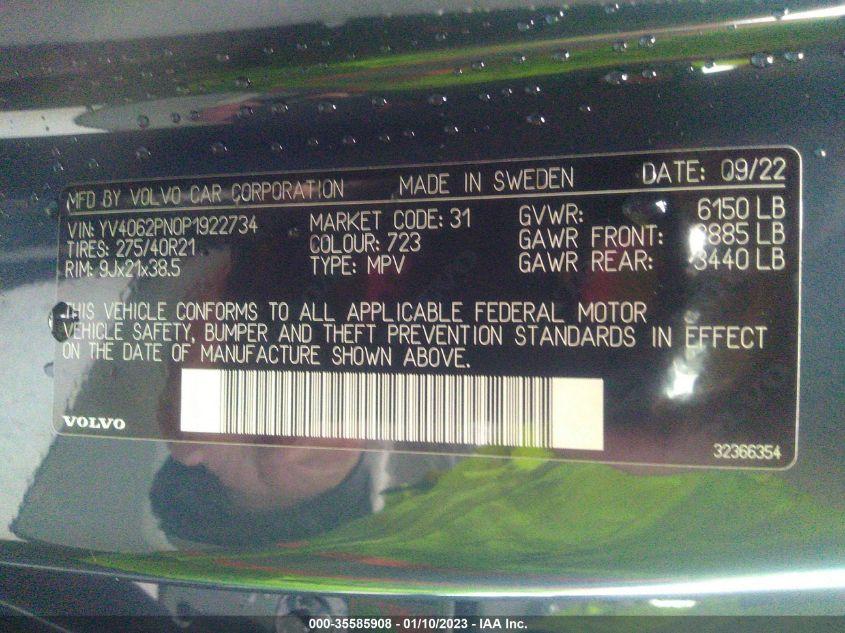 MFD BY VOLVO CAR CORPORATION MADE IN SWEDEN DATE: 09/22
VIN: YV4062PN0P1922734 MARKET CODE: 31 GVWR: 6150 LB
TIRES: 275/40R21 COLOUR: 723 GAWR FRONT: 2885 LB
RIM: 9Jx21x38.5 TYPE: MPV GAWR REAR: 3440 LB
THIS VEHICLE CONFORMS TO ALL APPLICABLE FEDERAL MOTOR
VEHICLE SAFETY, BUMPER AND THEFT PREVENTION STANDARDS IN EFFECT
ON THE DATE OF MANUFACTURE SHOWN ABOVE.
VOLVO
32366354
000-35585908 - 01/10/2023 - IAA Inc.